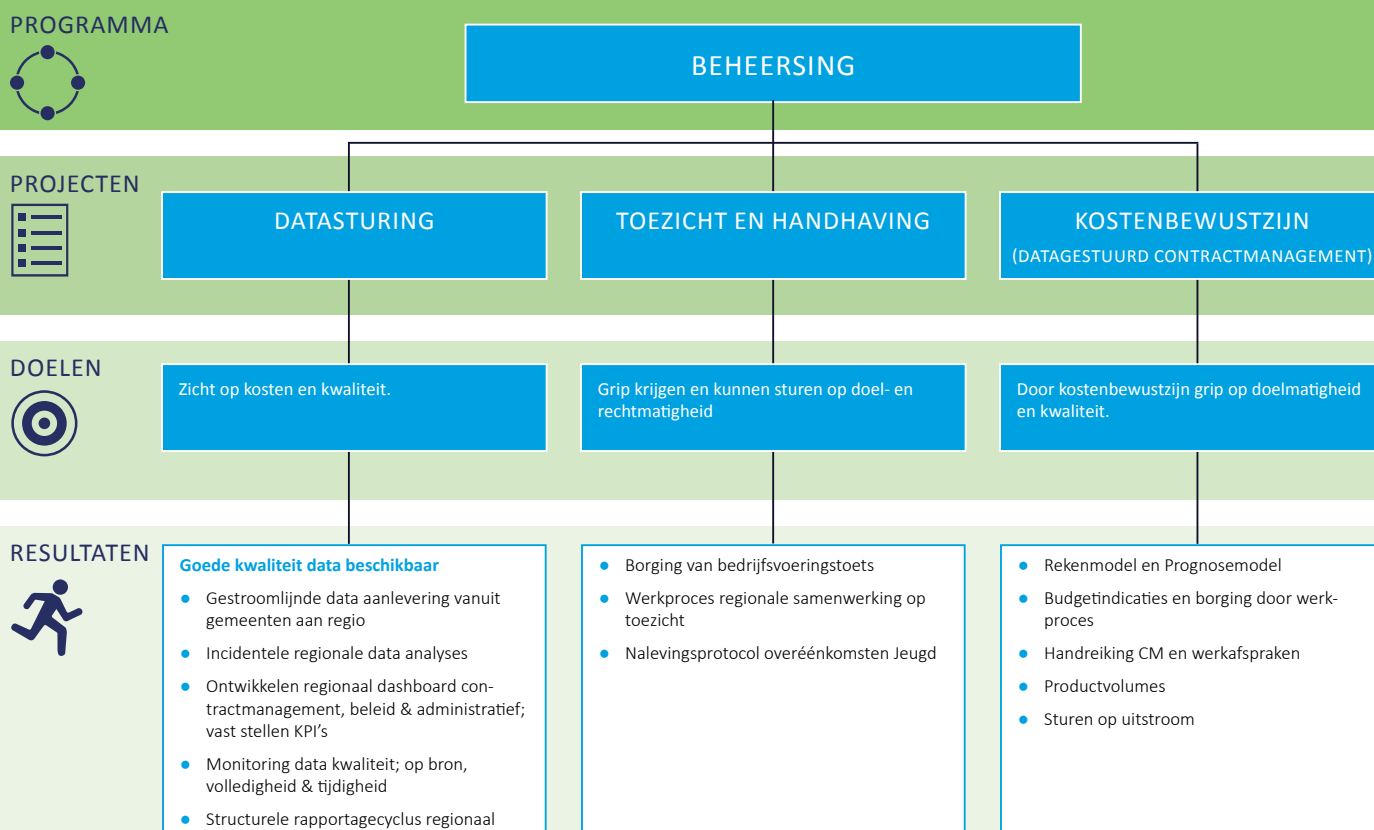 PROGRAMMA
BEHEERSING
PROJECTEN
DATASTURING
TOEZICHT EN HANDHAVING
KOSTENBEWUSTZIJN
(DATAGESTUURD CONTRACTMANAGEMENT)
DOELEN
Zicht op kosten en kwaliteit.
Grip krijgen en kunnen sturen op doel- en
rechtmatigheid
Door kostenbewustzijn grip op doelmatigheid
en kwaliteit.
RESULTATEN
Goede kwaliteit data beschikbaar
● Gestroomlijnde data aanlevering vanuit
gemeenten aan regio
● Incidentele regionale data analyses
● Ontwikkelen regionaal dashboard con-
tractmanagement, beleid & administratief;
vast stellen KPI's
● Monitoring data kwaliteit; op bron,
volledigheid & tijdigheid
● Structurele rapportagecyclus regionaal
● Borging van bedrijfsvoeringstoets
● Werkproces regionale samenwerking op
toezicht
● Nalevingsprotocol overéénkomsten Jeugd
● Rekenmodel en Prognosemodel
● Budgetindicaties en borging door werk-
proces
● Handreiking CM en werkafspraken
● Productvolumes
● Sturen op uitstroom